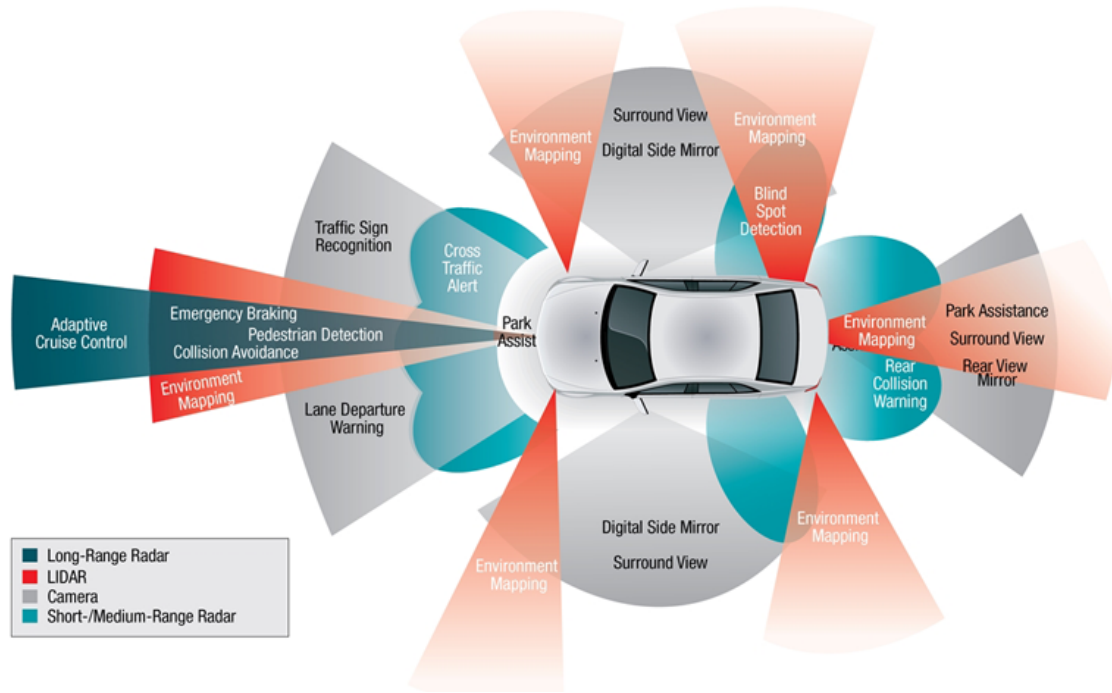 Environment
Mapping
Surround View
Digital Side Mirror
Environment
Mapping
Blind
Spot
Detection
Traffic Sign
Recognition
Cross
Traffic
Alert
Adaptive
Cruise Control
Emergency Braking
Pedestrian Detection
Collision Avoidance
Environment
Mapping
Lane Departure
Warning
Park
Assist
Environment
Mapping
Rear
Collision
Warning
Park Assistance
Surround View
Rear View
Mirror
Environment
Mapping
Digital Side Mirror
Surround View
Environment
Mapping
Long-Range Radar
LIDAR
Camera
Short-/Medium-Range Radar